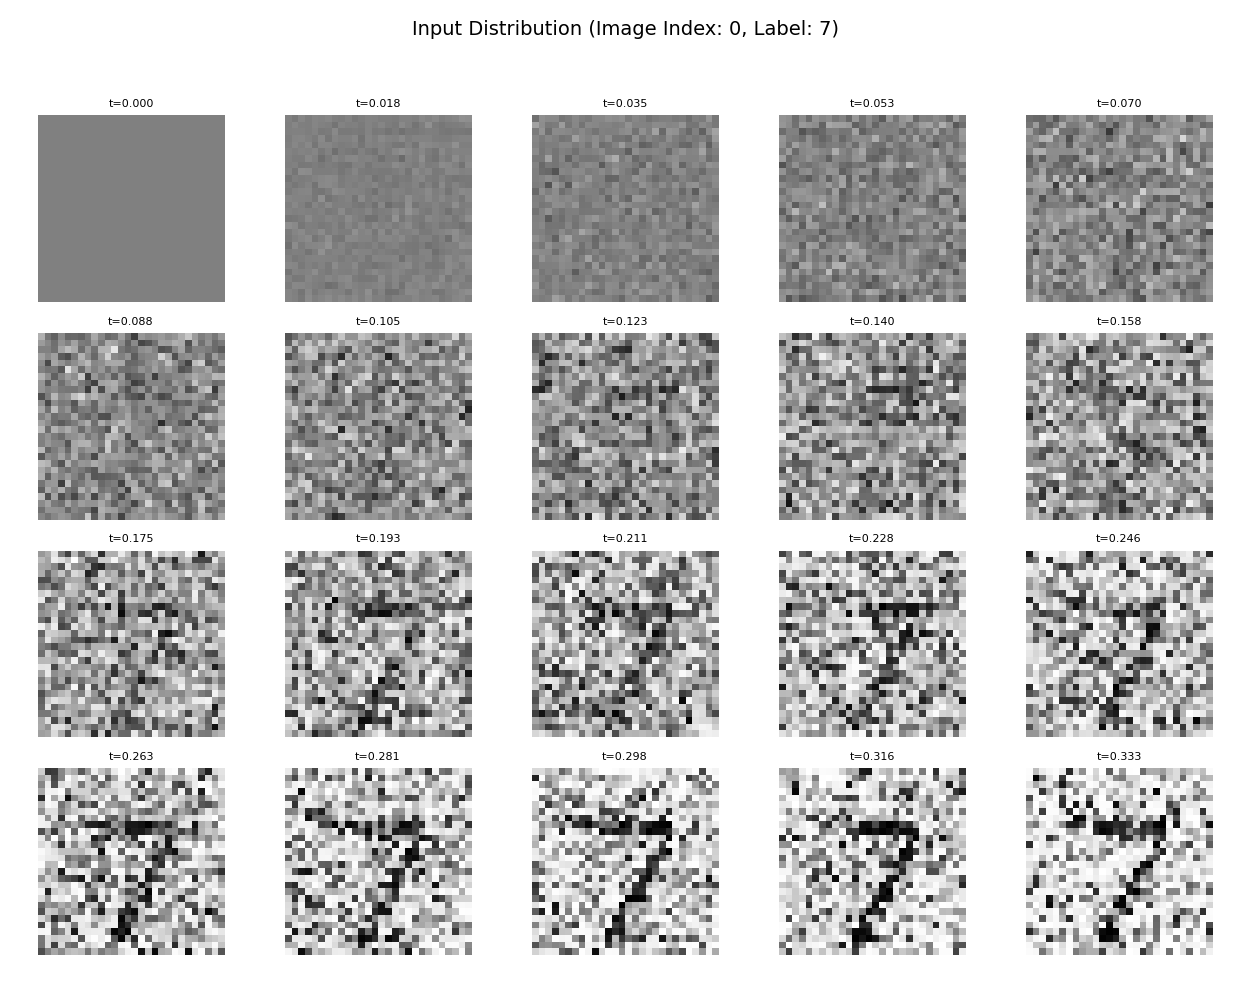 Input Distribution (Image Index: 0, Label: 7)
t=0.000 t=0.018 t=0.035 t=0.053 t=0.070
t=0.088 t=0.105 t=0.123 t=0.140 t=0.158
t=0.175 t=0.193 t=0.211 t=0.228 t=0.246
t=0.263 t=0.281 t=0.298 t=0.316 t=0.333